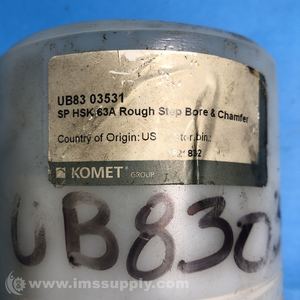 UB83 03531
SP HSK 63A Rough Step Bore & Chamfer
Country of Origin: US
KOMET GROUP
UB830
© www.imssupply.com